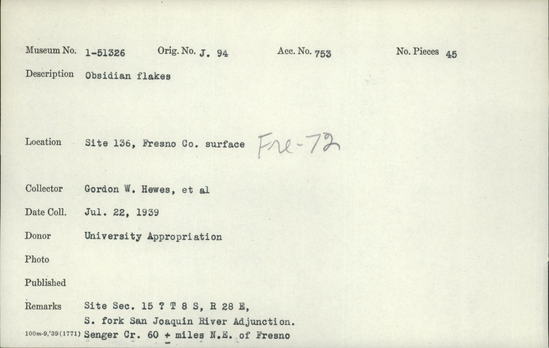 Museum No. 1-51326 Orig. No. J. 94 Acc. No. 753 No. Pieces 45
Description Obsidian flakes
Location Site 136, Fresno Co. surface Fre-72
Collector Gordon W. Hewes, et al
Date Coll. Jul. 22, 1939
Donor University Appropriation
Photo
Published
Remarks Site Sec. 15 ? T 8 S, R 28 E,
S. fork San Joaquin River Adjunction.
100m-9,'39(1771) Senger Cr. 60 ± miles N.E. of Fresno